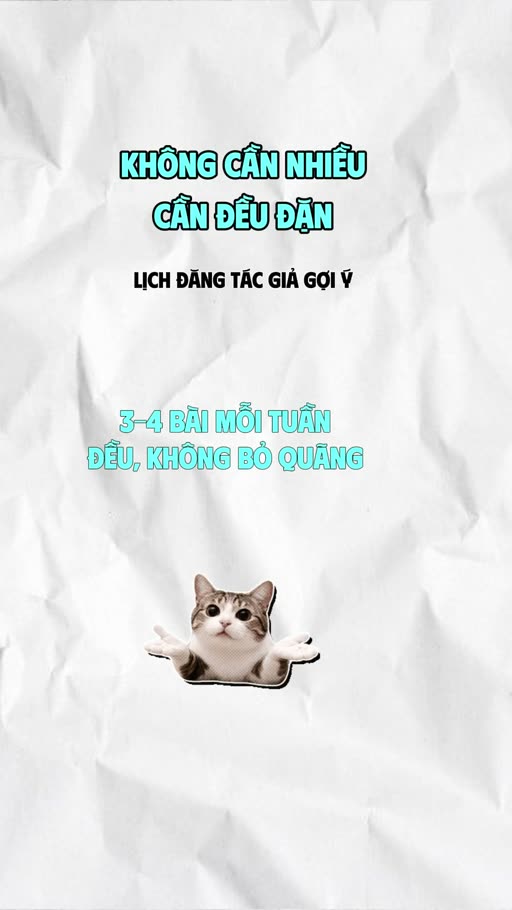 KHÔNG CẦN NHIỀU
CẦN ĐỀU ĐẶN
LỊCH ĐĂNG TÁC GIẢ GỢI Ý
3–4 BÀI MỖI TUẦN
ĐỀU, KHÔNG BỎ QUÃNG